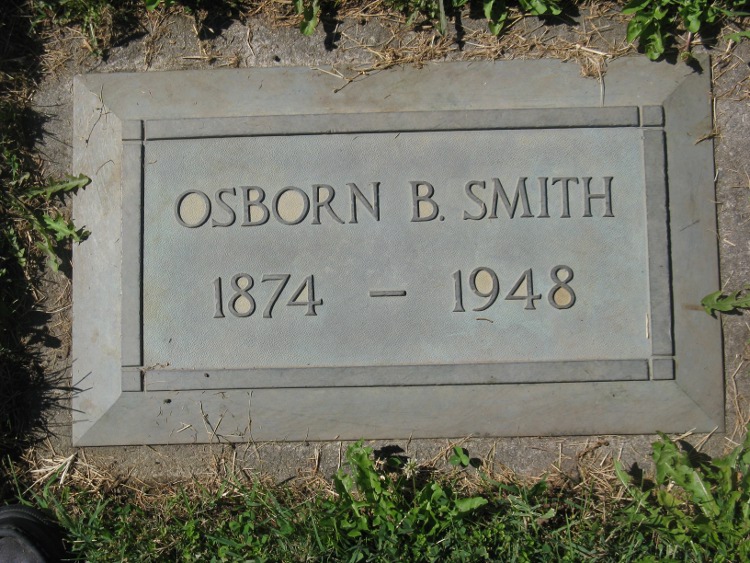 OSBORN B. SMITH
1874 – 1948